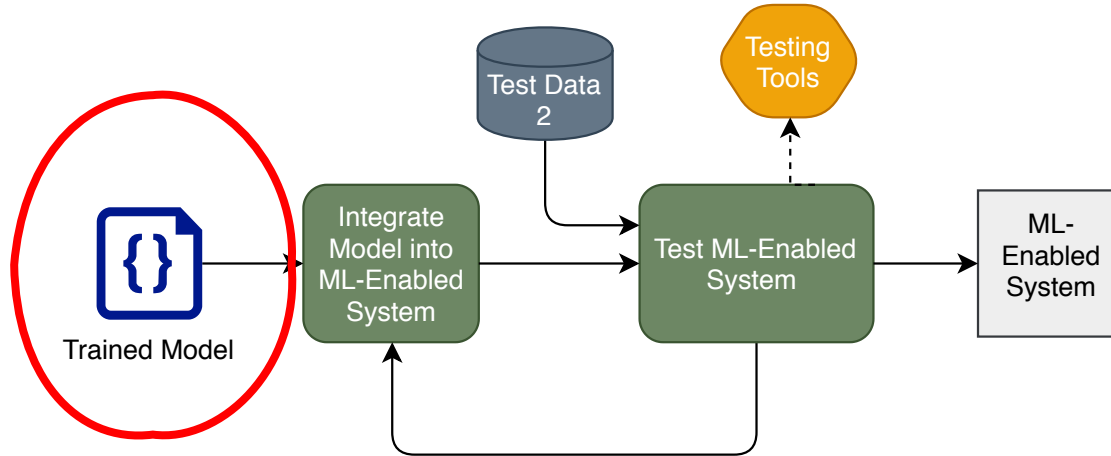 Testing
Tools
Test Data
2
Integrate
Model into
ML-Enabled
System
Test ML-Enabled
System
ML-
Enabled
System
{}
Trained Model